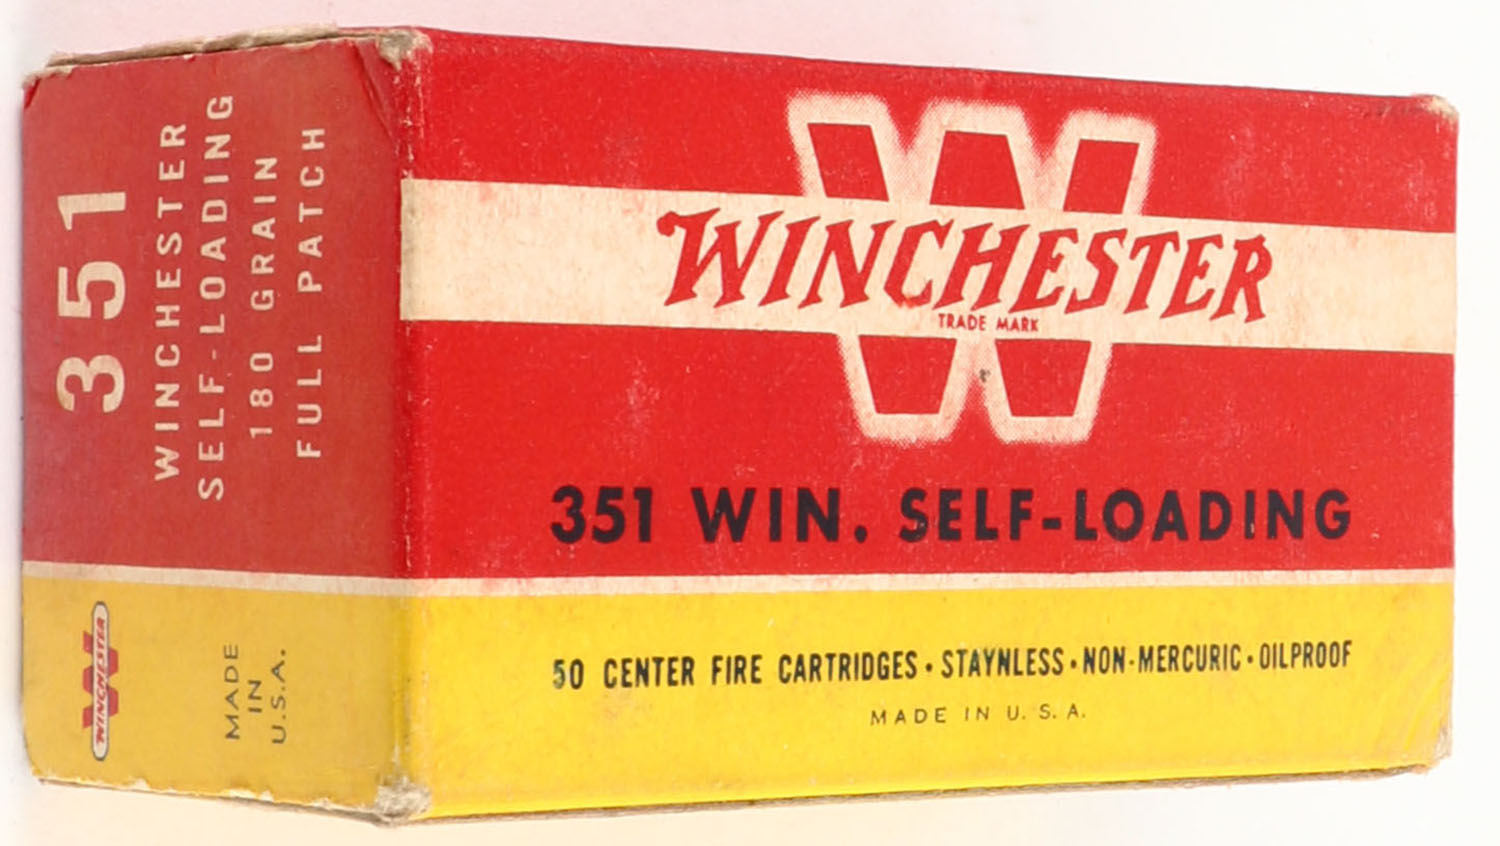 351
WINCHESTER
SELF-LOADING
180 GRAIN
FULL PATCH
WINCHESTER
MADE
IN
U.S.A.
W
WINCHESTER
TRADE MARK
351 WIN. SELF-LOADING
50 CENTER FIRE CARTRIDGES • STAYNLESS • NON-MERCURIC • OILPROOF
MADE IN U. S. A.